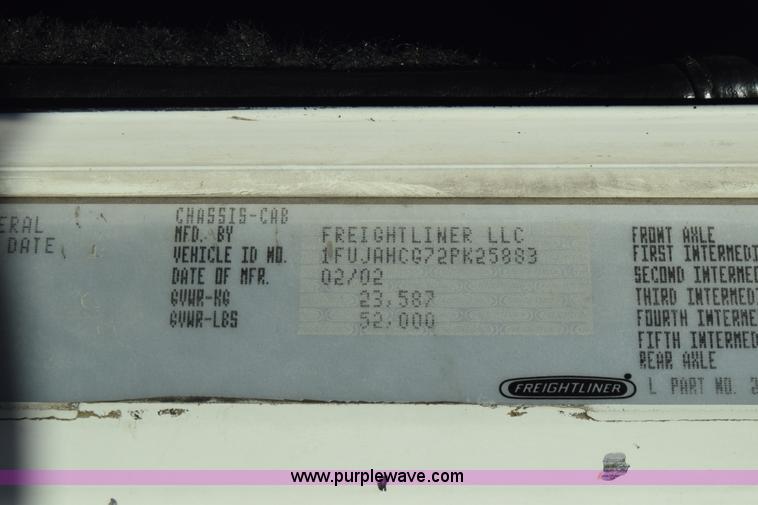 CHASSIS-CAB
ERAL
DATE
MFD. BY FREIGHTLINER LLC
VEHICLE ID NO. 1FUJAHCG72PK25883
DATE OF MFR. 02/02
GVWR-KG 23,587
GVWR-LBS 52,000
FRONT AXLE
FIRST INTERMEDI
SECOND INTERMED
THIRD INTERMEDI
FOURTH INTERME
FIFTH INTERMED
REAR AXLE
FREIGHTLINER
L PART NO. 2
www.purplewave.com